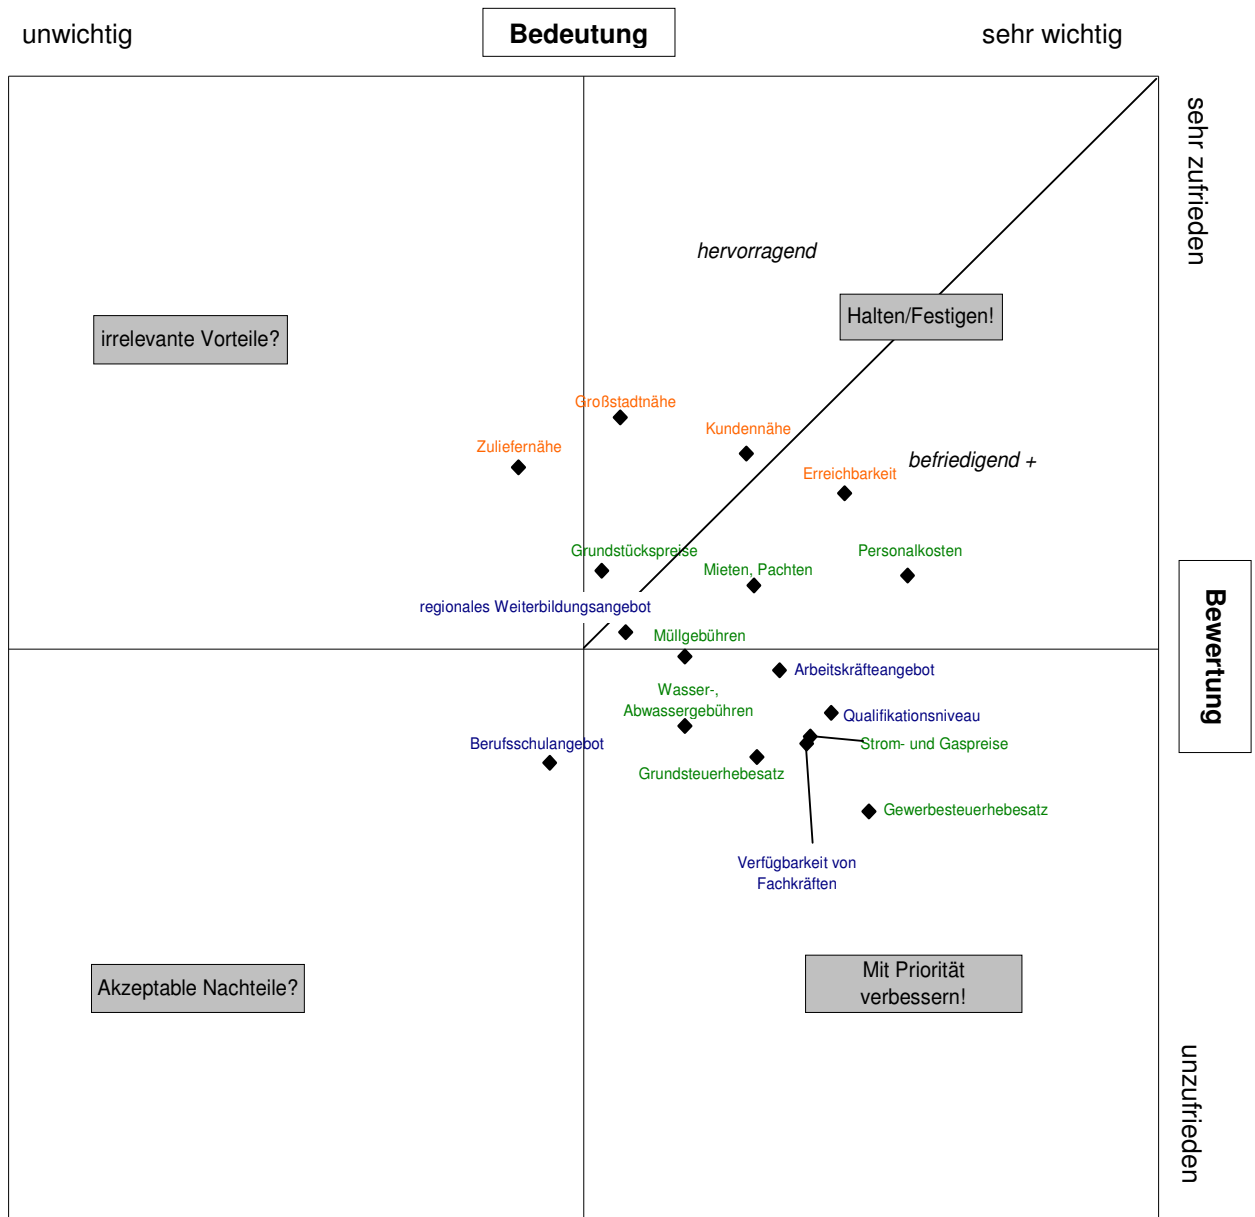 unwichtig
Bedeutung
sehr wichtig
sehr zufrieden
hervorragend
Halten/Festigen!
irrelevante Vorteile?
Großstadtnähe
Kundennähe
Zuliefernähe
befriedigend +
Erreichbarkeit
Grundstückspreise
Personalkosten
Mieten, Pachten
regionales Weiterbildungsangebot
Müllgebühren
Bewertung
Arbeitskräfteangebot
Wasser-,
Abwassergebühren
Qualifikationsniveau
Berufsschulangebot
Strom- und Gaspreise
Grundsteuerhebesatz
Gewerbesteuerhebesatz
Verfügbarkeit von
Fachkräften
Akzeptable Nachteile?
Mit Priorität
verbessern!
unzufrieden